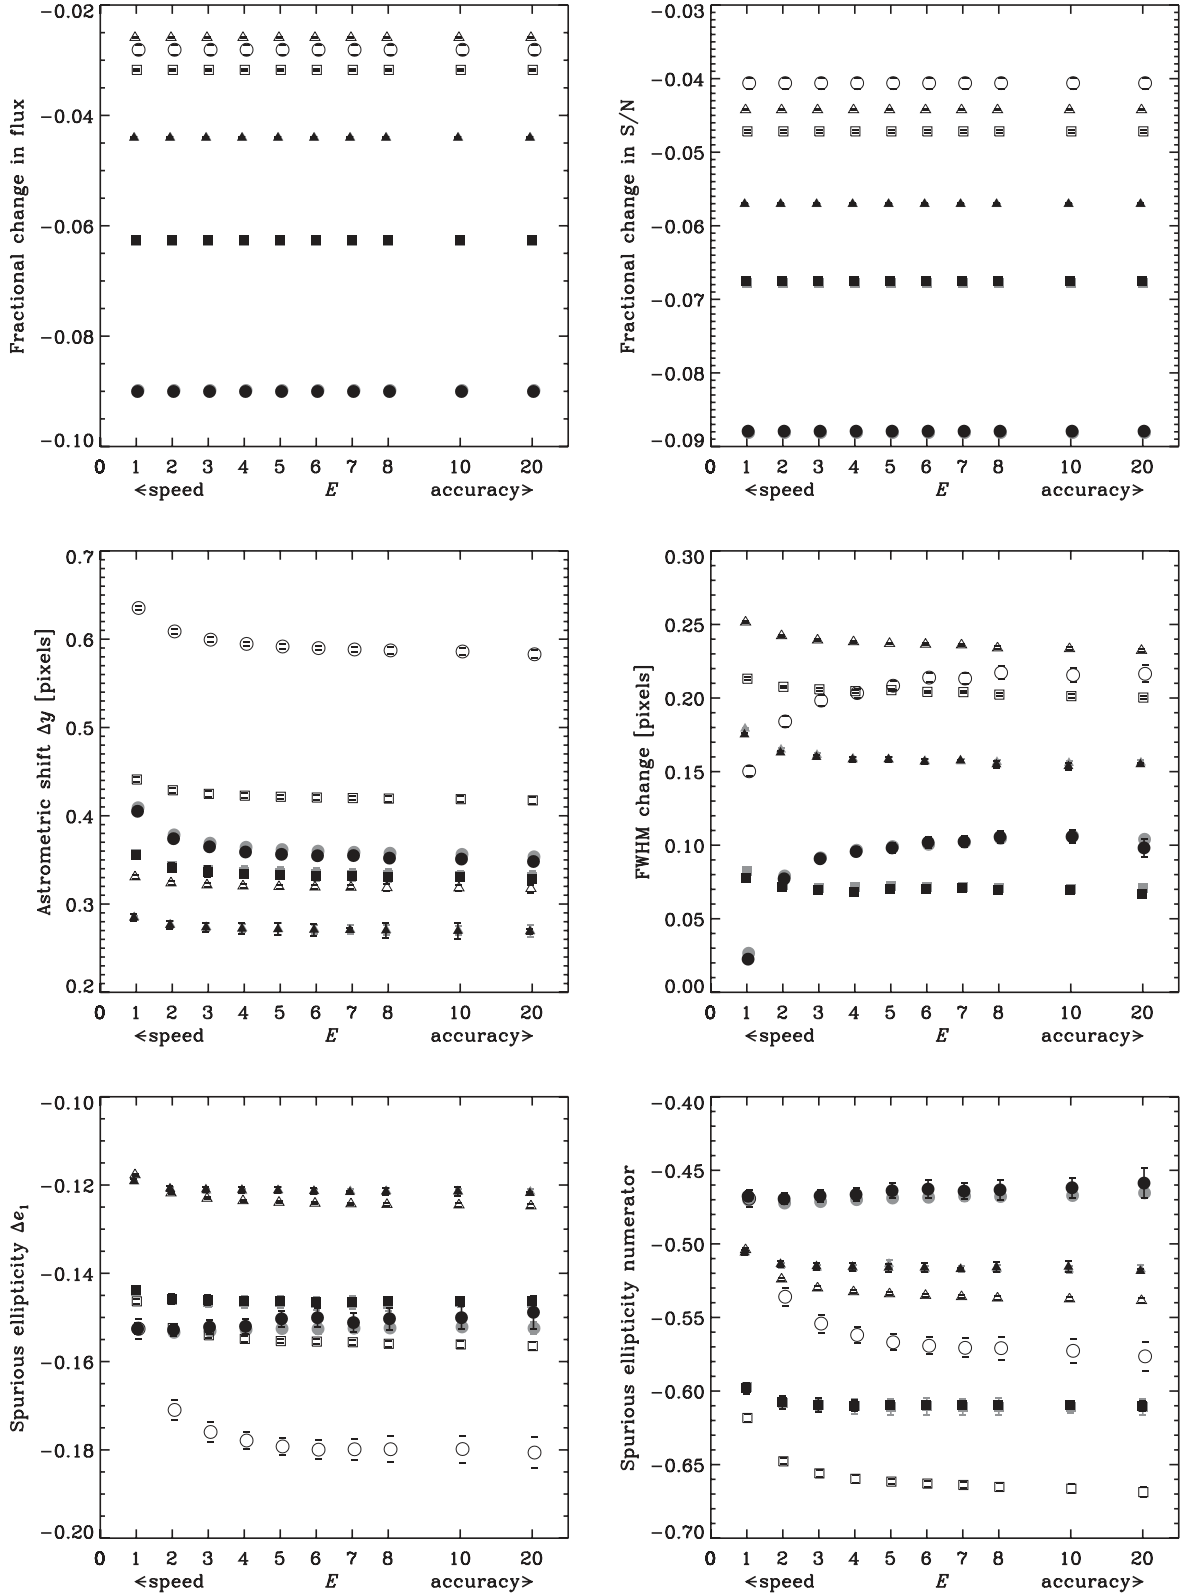 −0.02
−0.04
−0.06
−0.08
−0.10
Fractional change in flux
0 1 2 3 4 5 6 7 8 10 20
<speed E accuracy>
−0.03
−0.04
−0.05
−0.06
−0.07
−0.08
−0.09
Fractional change in S/N
0 1 2 3 4 5 6 7 8 10 20
<speed E accuracy>
0.7
0.6
0.5
0.4
0.3
0.2
Astrometric shift Δy [pixels]
0 1 2 3 4 5 6 7 8 10 20
<speed E accuracy>
0.30
0.25
0.20
0.15
0.10
0.05
0.00
FWHM change [pixels]
0 1 2 3 4 5 6 7 8 10 20
<speed E accuracy>
−0.10
−0.12
−0.14
−0.16
−0.18
−0.20
Spurious ellipticity Δe₁
0 1 2 3 4 5 6 7 8 10 20
<speed E accuracy>
−0.40
−0.45
−0.50
−0.55
−0.60
−0.65
−0.70
Spurious ellipticity numerator
0 1 2 3 4 5 6 7 8 10 20
<speed E accuracy>